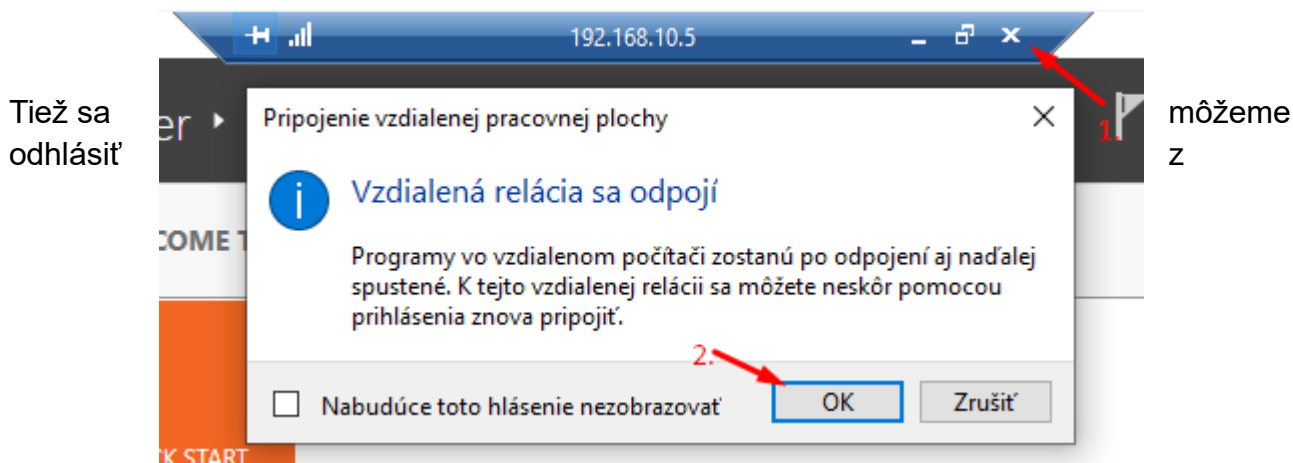 192.168.10.5
Tiež sa
odhlásiť
môžeme
z
er
1.
Pripojenie vzdialenej pracovnej plochy
Vzdialená relácia sa odpojí
COME T
Programy vo vzdialenom počítači zostanú po odpojení aj naďalej
spustené. K tejto vzdialenej relácii sa môžete neskôr pomocou
prihlásenia znova pripojiť.
2.
Nabudúce toto hlásenie nezobrazovať
OK
Zrušiť
CK START